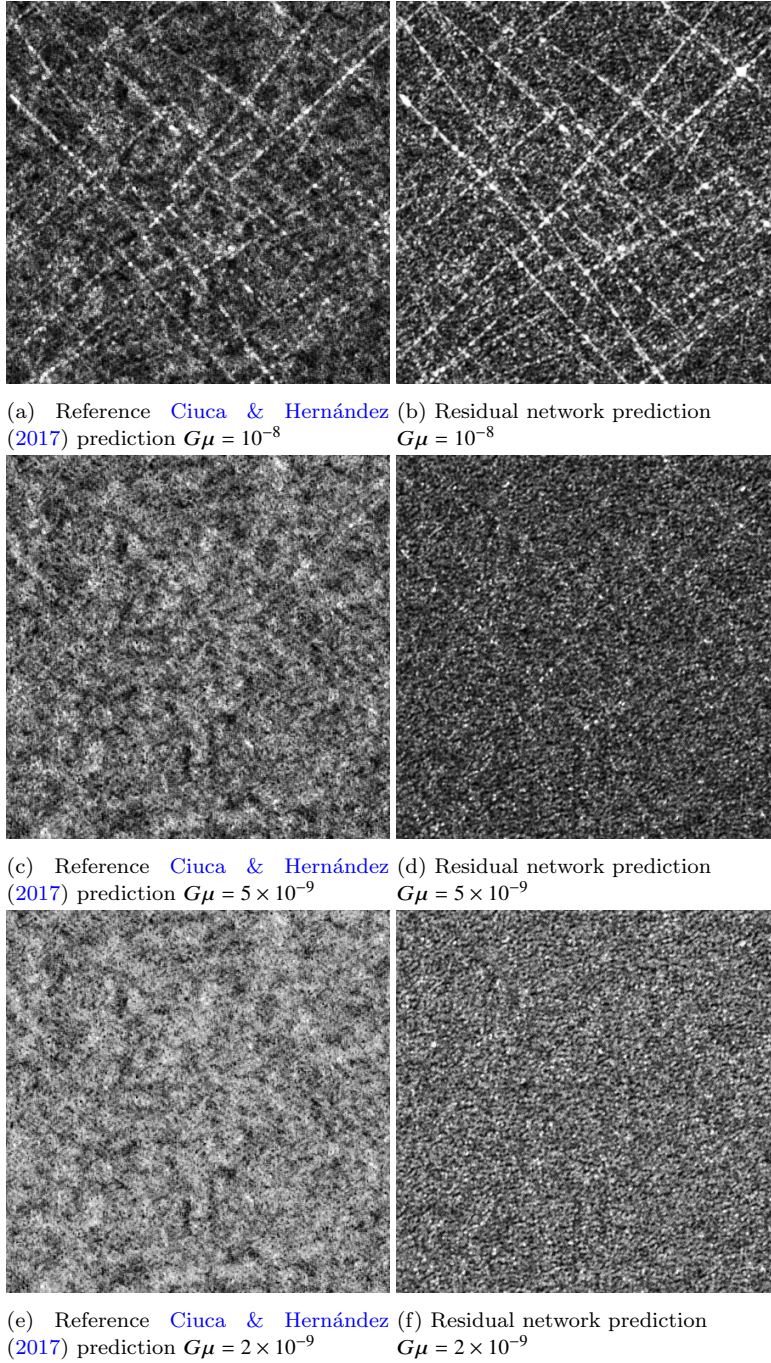 (a) Reference Ciuca & Hernández
(2017) prediction Gμ = 10⁻⁸
(b) Residual network prediction
Gμ = 10⁻⁸
(c) Reference Ciuca & Hernández
(2017) prediction Gμ = 5 × 10⁻⁹
(d) Residual network prediction
Gμ = 5 × 10⁻⁹
(e) Reference Ciuca & Hernández
(2017) prediction Gμ = 2 × 10⁻⁹
(f) Residual network prediction
Gμ = 2 × 10⁻⁹